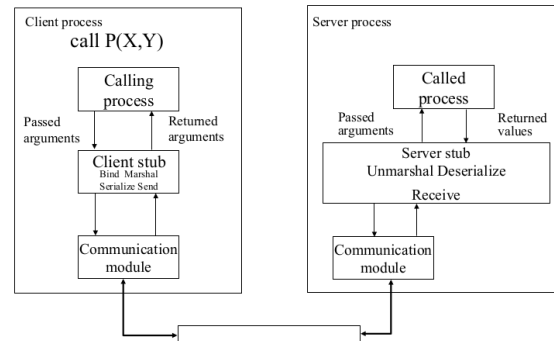 Client process
call P(X,Y)
Calling
process
Passed
arguments
Returned
arguments
Client stub
Bind Marshal
Serialize Send
Communication
module
Server process
Called
process
Passed
arguments
Returned
values
Server stub
Unmarshal Deserialize
Receive
Communication
module